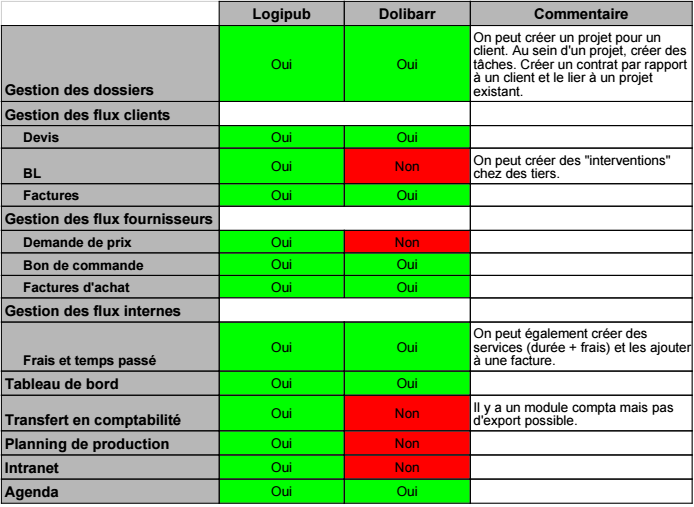 Logipub Dolibarr Commentaire
Gestion des dossiers Oui Oui On peut créer un projet pour un
client. Au sein d'un projet, créer des
tâches. Créer un contrat par rapport
à un client et le lier à un projet
existant.
Gestion des flux clients
Devis Oui Oui
BL Oui Non On peut créer des "interventions"
chez des tiers.
Factures Oui Oui
Gestion des flux fournisseurs
Demande de prix Oui Non
Bon de commande Oui Oui
Factures d'achat Oui Oui
Gestion des flux internes
Frais et temps passé Oui Oui On peut également créer des
services (durée + frais) et les ajouter
à une facture.
Tableau de bord Oui Oui
Transfert en comptabilité Oui Non Il y a un module compta mais pas
d'export possible.
Planning de production Oui Non
Intranet Oui Non
Agenda Oui Oui